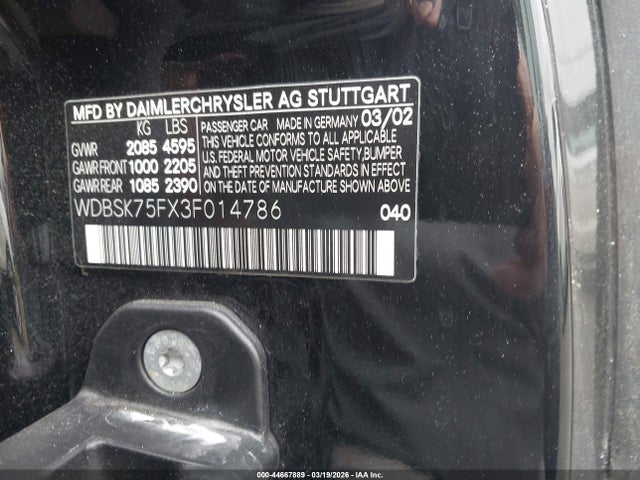 MFD BY DAIMLERCHRYSLER AG STUTTGART
KG LBS
GVWR 2085 4595
GAWR FRONT 1000 2205
GAWR REAR 1085 2390
PASSENGER CAR MADE IN GERMANY 03/02
THIS VEHICLE CONFORMS TO ALL APPLICABLE
U.S. FEDERAL MOTOR VEHICLE SAFETY, BUMPER
AND THEFT PREVENTION STANDARDS IN EFFECT
ON THE DATE OF MANUFACTURE SHOWN ABOVE
WDBSK75FX3F014786 040
000-44667889 - 03/19/2026 - IAA Inc.